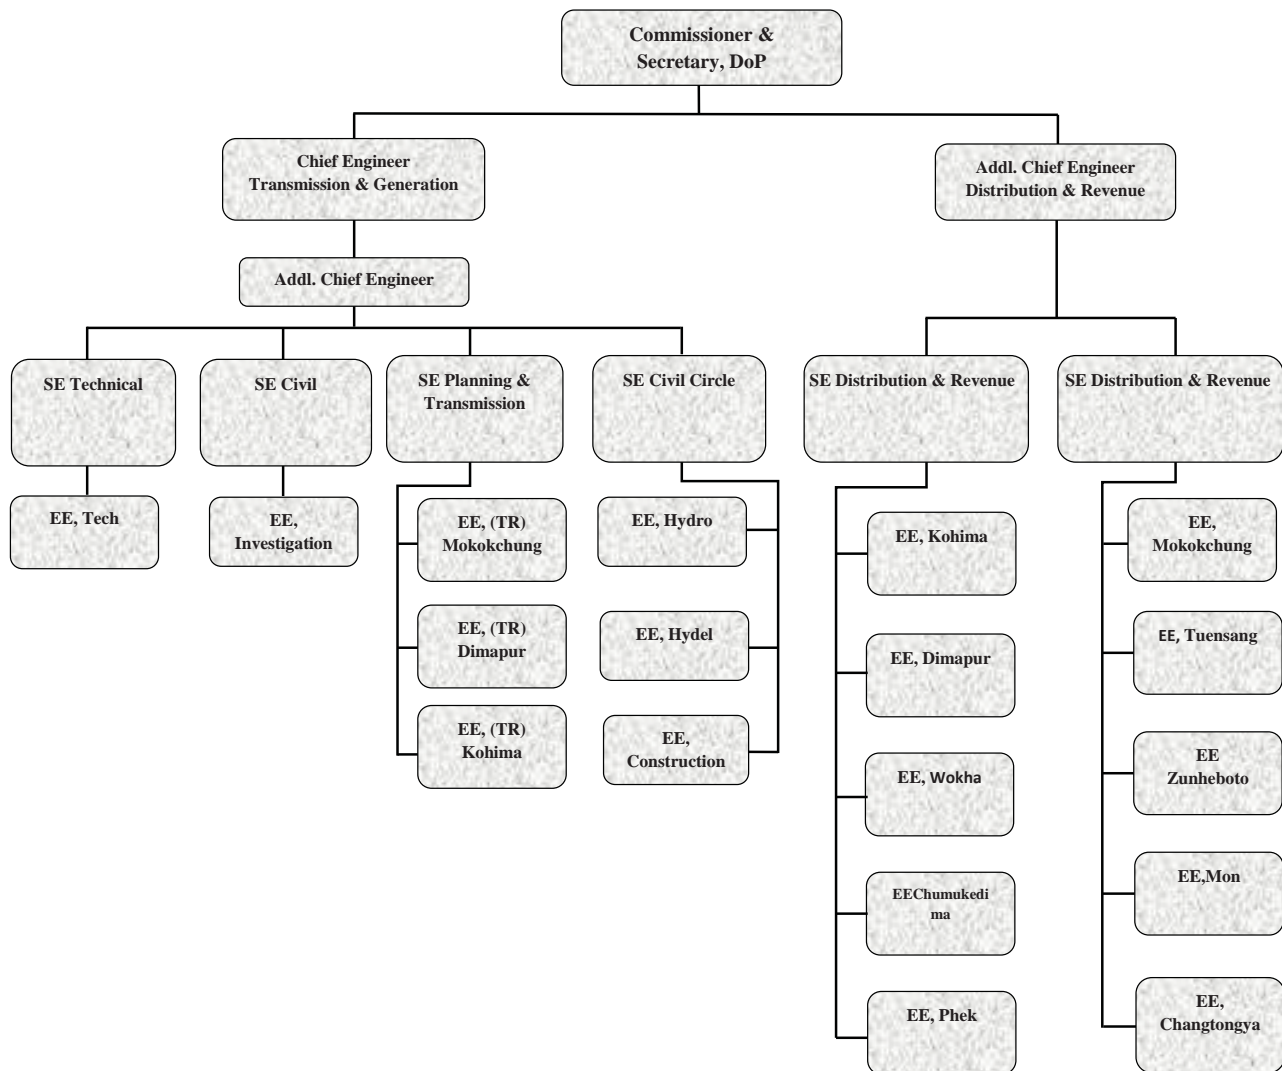 Commissioner &
Secretary, DoP
Chief Engineer
Transmission & Generation
Addl. Chief Engineer
Distribution & Revenue
Addl. Chief Engineer
SE Technical
SE Civil
SE Planning &
Transmission
SE Civil Circle
SE Distribution & Revenue
SE Distribution & Revenue
EE, Tech
EE,
Investigation
EE, (TR)
Mokokchung
EE, (TR)
Dimapur
EE, (TR)
Kohima
EE, Hydro
EE, Hydel
EE,
Construction
EE, Kohima
EE, Dimapur
EE, Wokha
EEChumukedi
ma
EE, Phek
EE,
Mokokchung
EE, Tuensang
EE
Zunheboto
EE,Mon
EE,
Changtongya